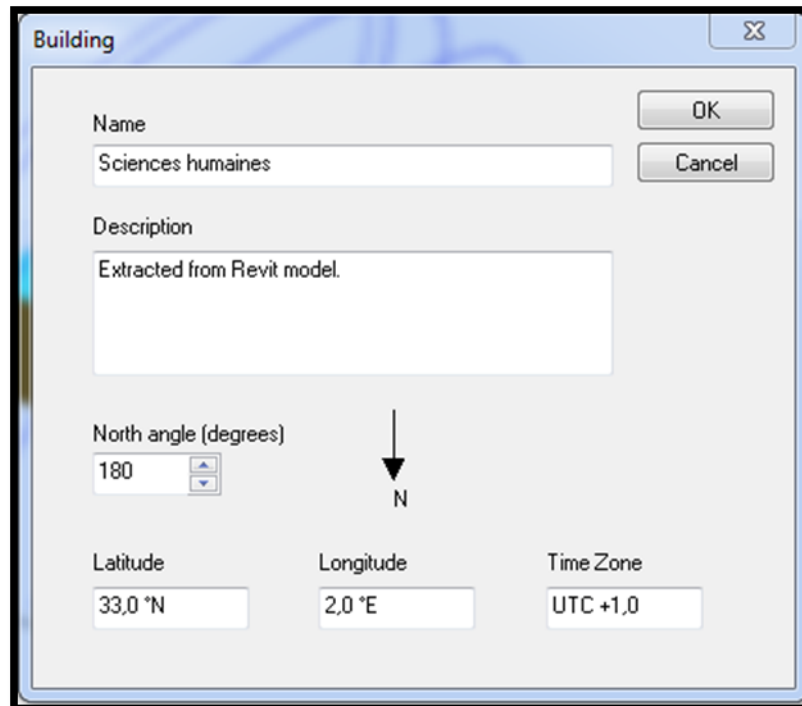 Building
OK
Name
Sciences humaines
Cancel
Description
Extracted from Revit model.
North angle (degrees)
180
N
Latitude Longitude Time Zone
33,0 °N 2,0 °E UTC +1,0